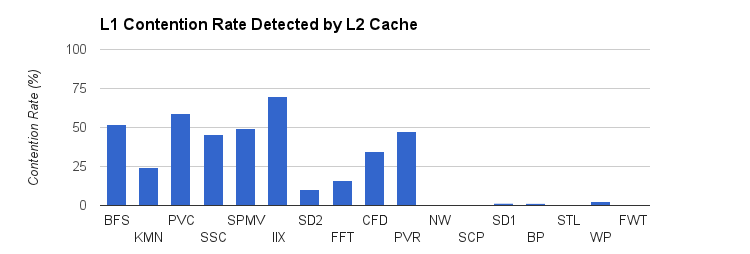 L1 Contention Rate Detected by L2 Cache
100
75
50
25
0
Contention Rate (%)
BFS PVC SPMV SD2 CFD NW SD1 STL FWT
KMN SSC IIX FFT PVR SCP BP WP